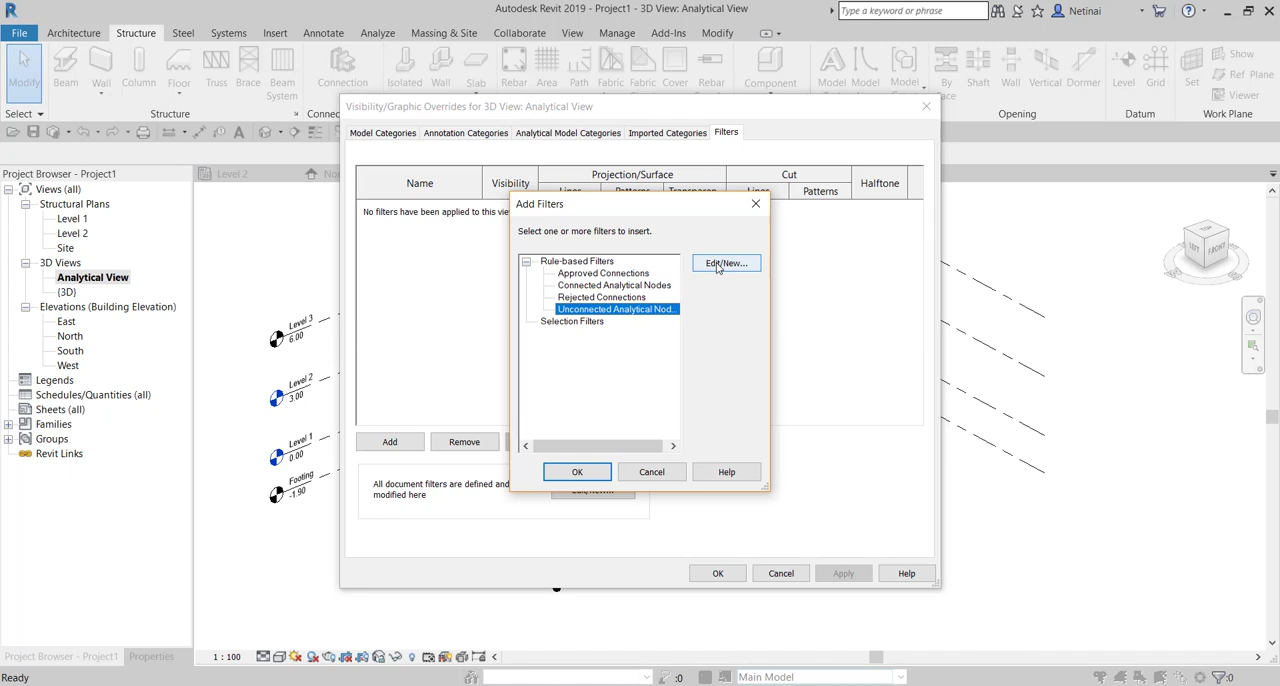 Autodesk Revit 2019 - Project1 - 3D View: Analytical View
Type a keyword or phrase
Netinai
File Architecture Structure Steel Systems Insert Annotate Analyze Massing & Site Collaborate View Manage Add-Ins Modify
Modify Beam Wall Column Floor Truss Brace Beam System Connection Isolated Wall Slab Rebar Area Path Fabric Fabric Cover Rebar Component Model Model Model By Shaft Wall Vertical Dormer Level Grid Set
Show
Ref Plane
Viewer
Select Structure Opening Datum Work Plane
Visibility/Graphic Overrides for 3D View: Analytical View
Model Categories Annotation Categories Analytical Model Categories Imported Categories Filters
Project Browser - Project1
Level 2
Views (all)
Structural Plans
Level 1
Level 2
Site
3D Views
Analytical View
{3D}
Elevations (Building Elevation)
East
North
South
West
Legends
Schedules/Quantities (all)
Sheets (all)
Families
Groups
Revit Links
Project Browser - Project1 Properties
Name Visibility Projection/Surface Cut Halftone
Patterns
No filters have been applied to this
Add Filters
Select one or more filters to insert.
Rule-based Filters
Approved Connections
Connected Analytical Nodes
Rejected Connections
Unconnected Analytical Nod...
Selection Filters
Edit/New...
OK Cancel Help
Add Remove
All document filters are defined and
modified here
OK Cancel Apply Help
Level 3
6.00
Level 2
3.00
Level 1
0.00
Footing
-1.90
TOP
LEFT FRONT
1 : 100
Ready
:0
Main Model
:0